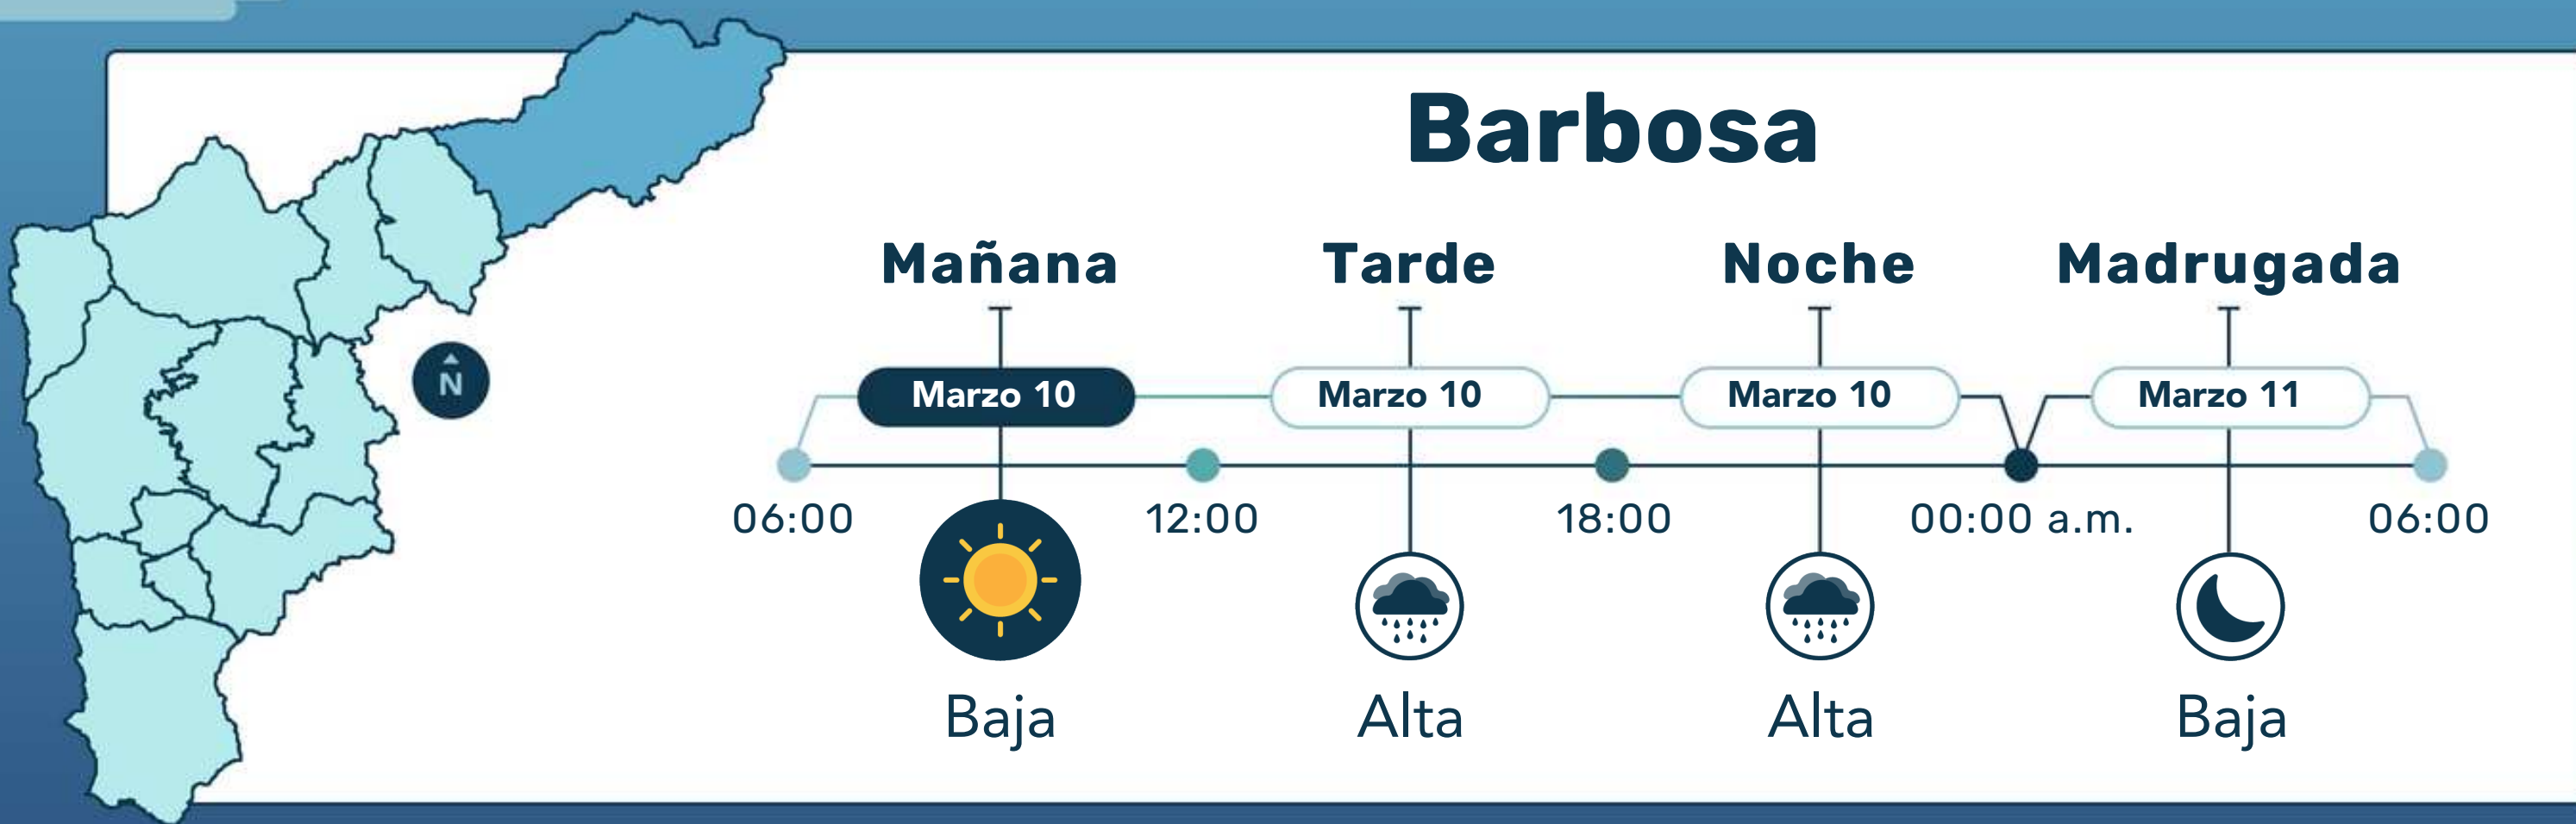 Barbosa
Mañana Tarde Noche Madrugada
N
Marzo 10 Marzo 10 Marzo 10 Marzo 11
06:00 12:00 18:00 00:00 a.m. 06:00
Baja Alta Alta Baja